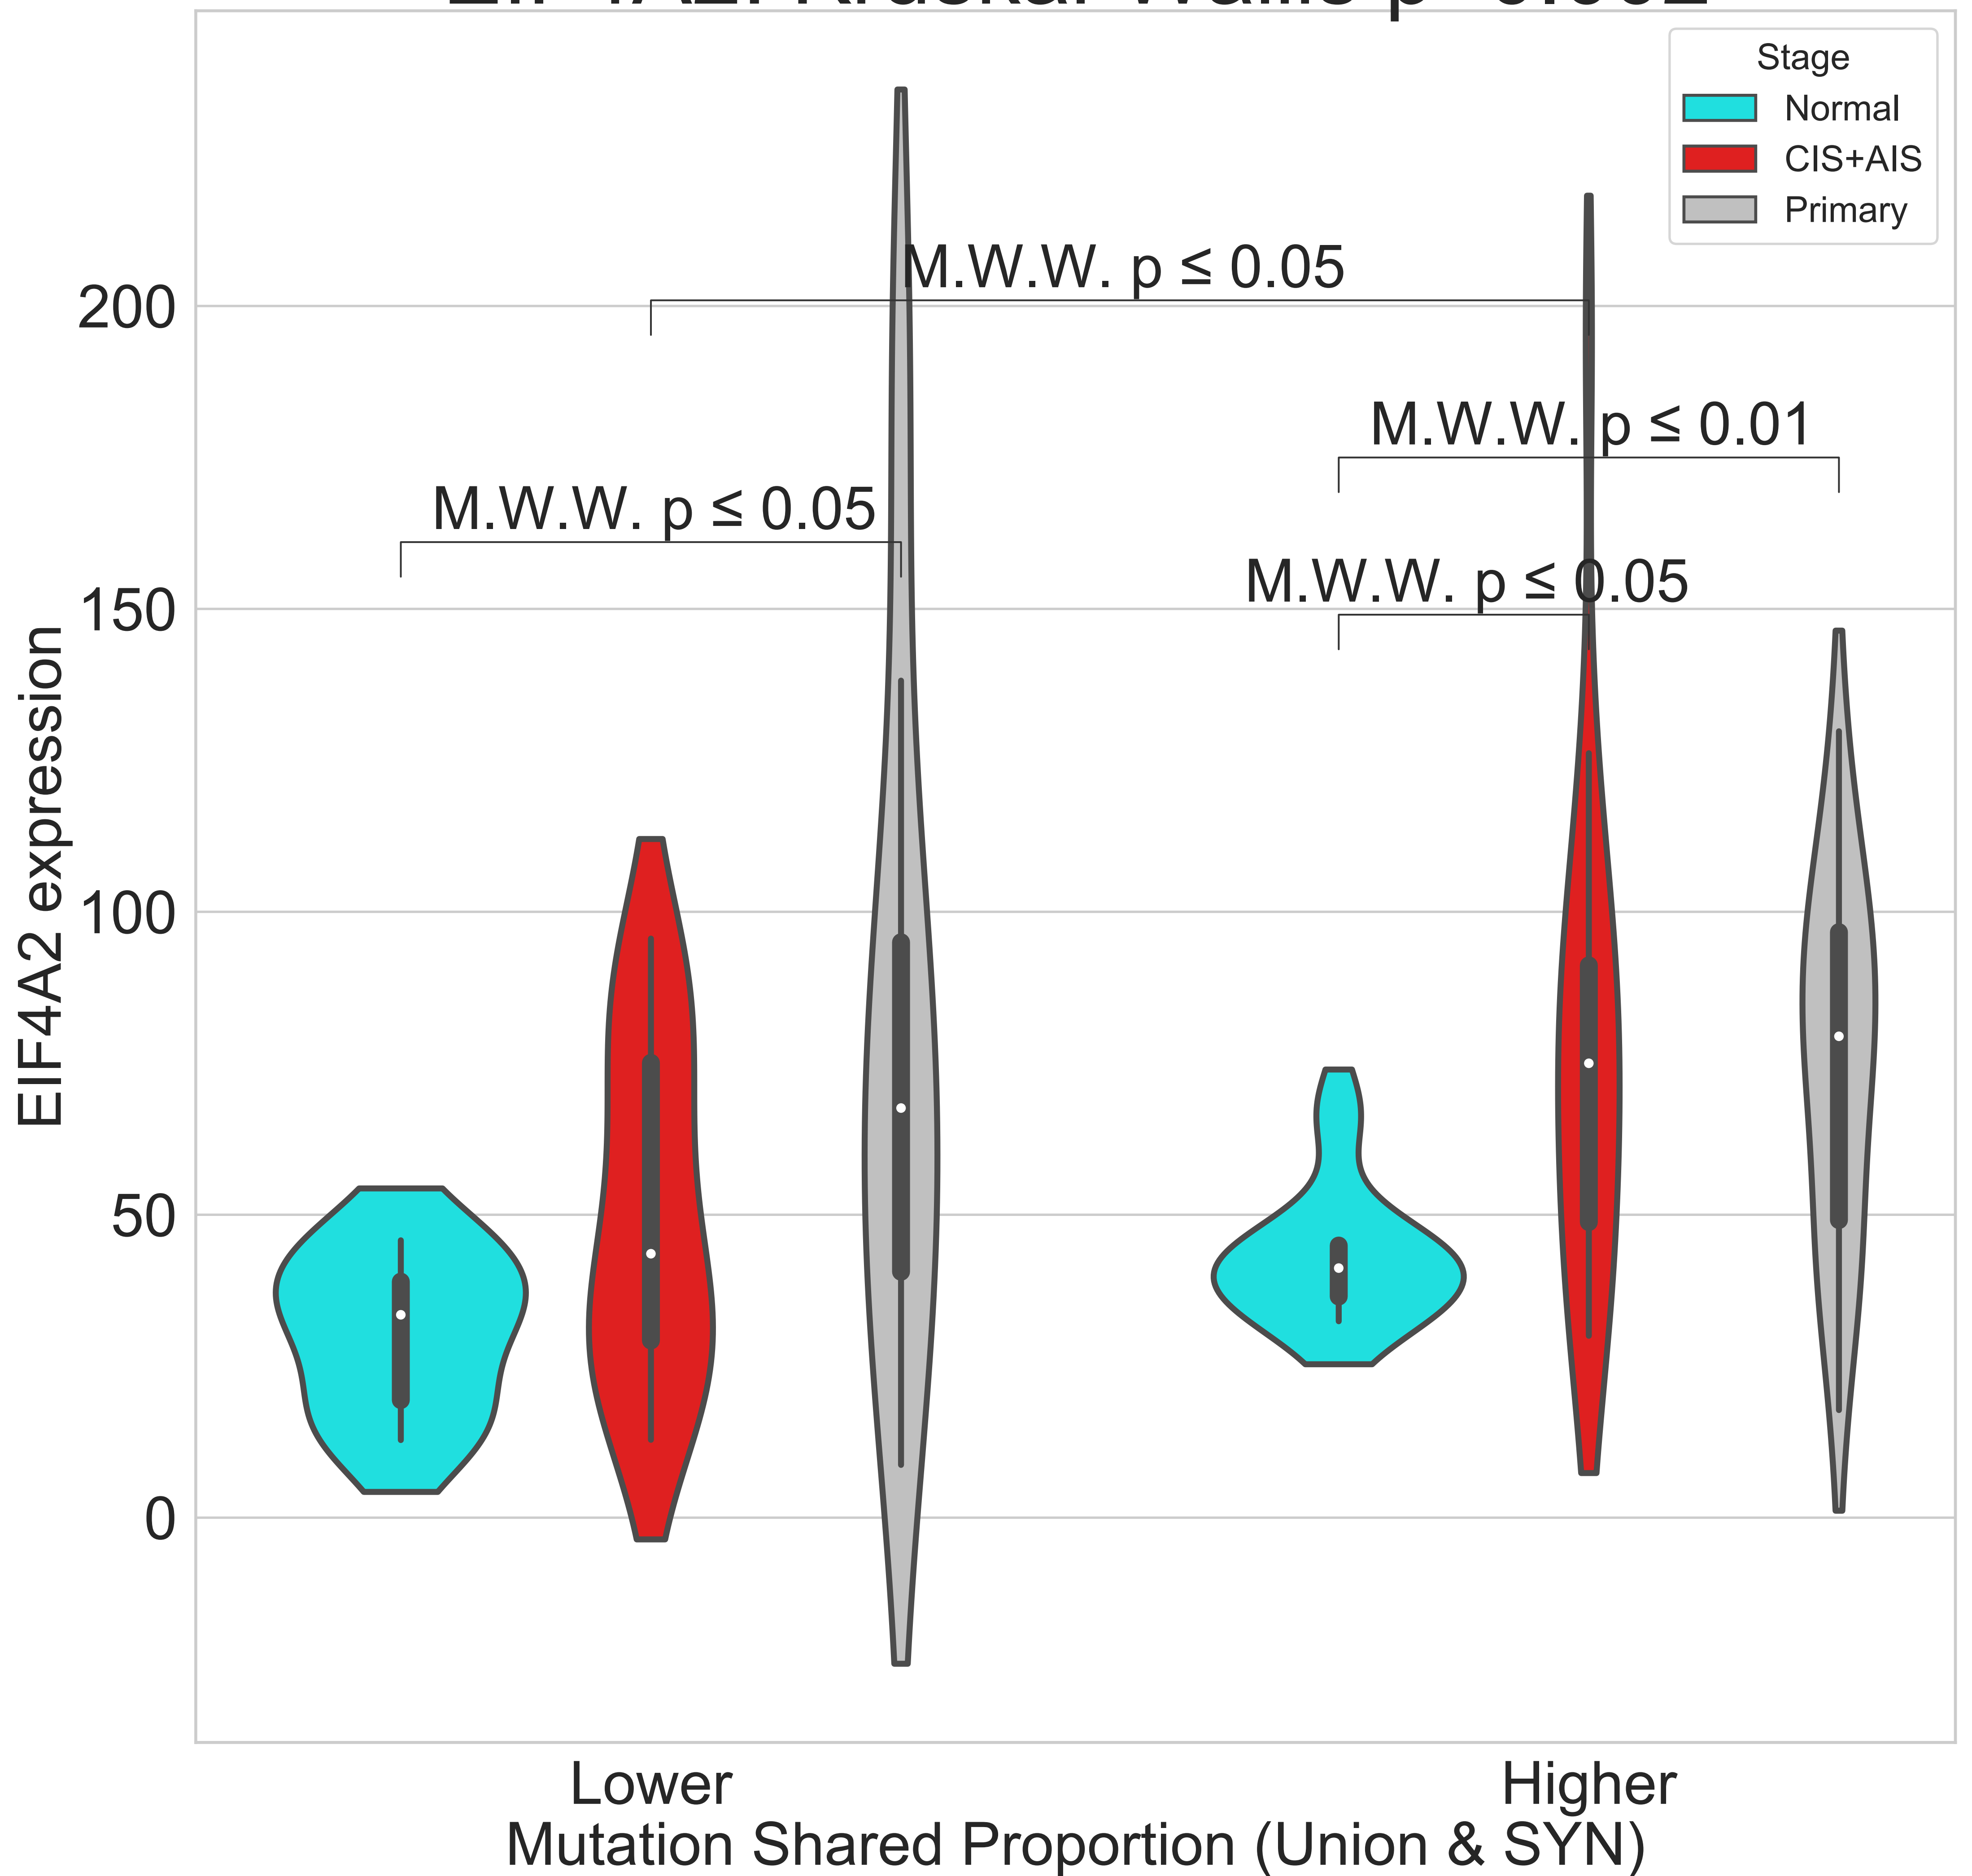 Stage
Normal
CIS+AIS
Primary
M.W.W. p ≤ 0.05
M.W.W. p ≤ 0.01
M.W.W. p ≤ 0.05
M.W.W. p ≤ 0.05
200
150
100
50
0
EIF4A2 expression
Lower
Higher
Mutation Shared Proportion (Union & SYN)